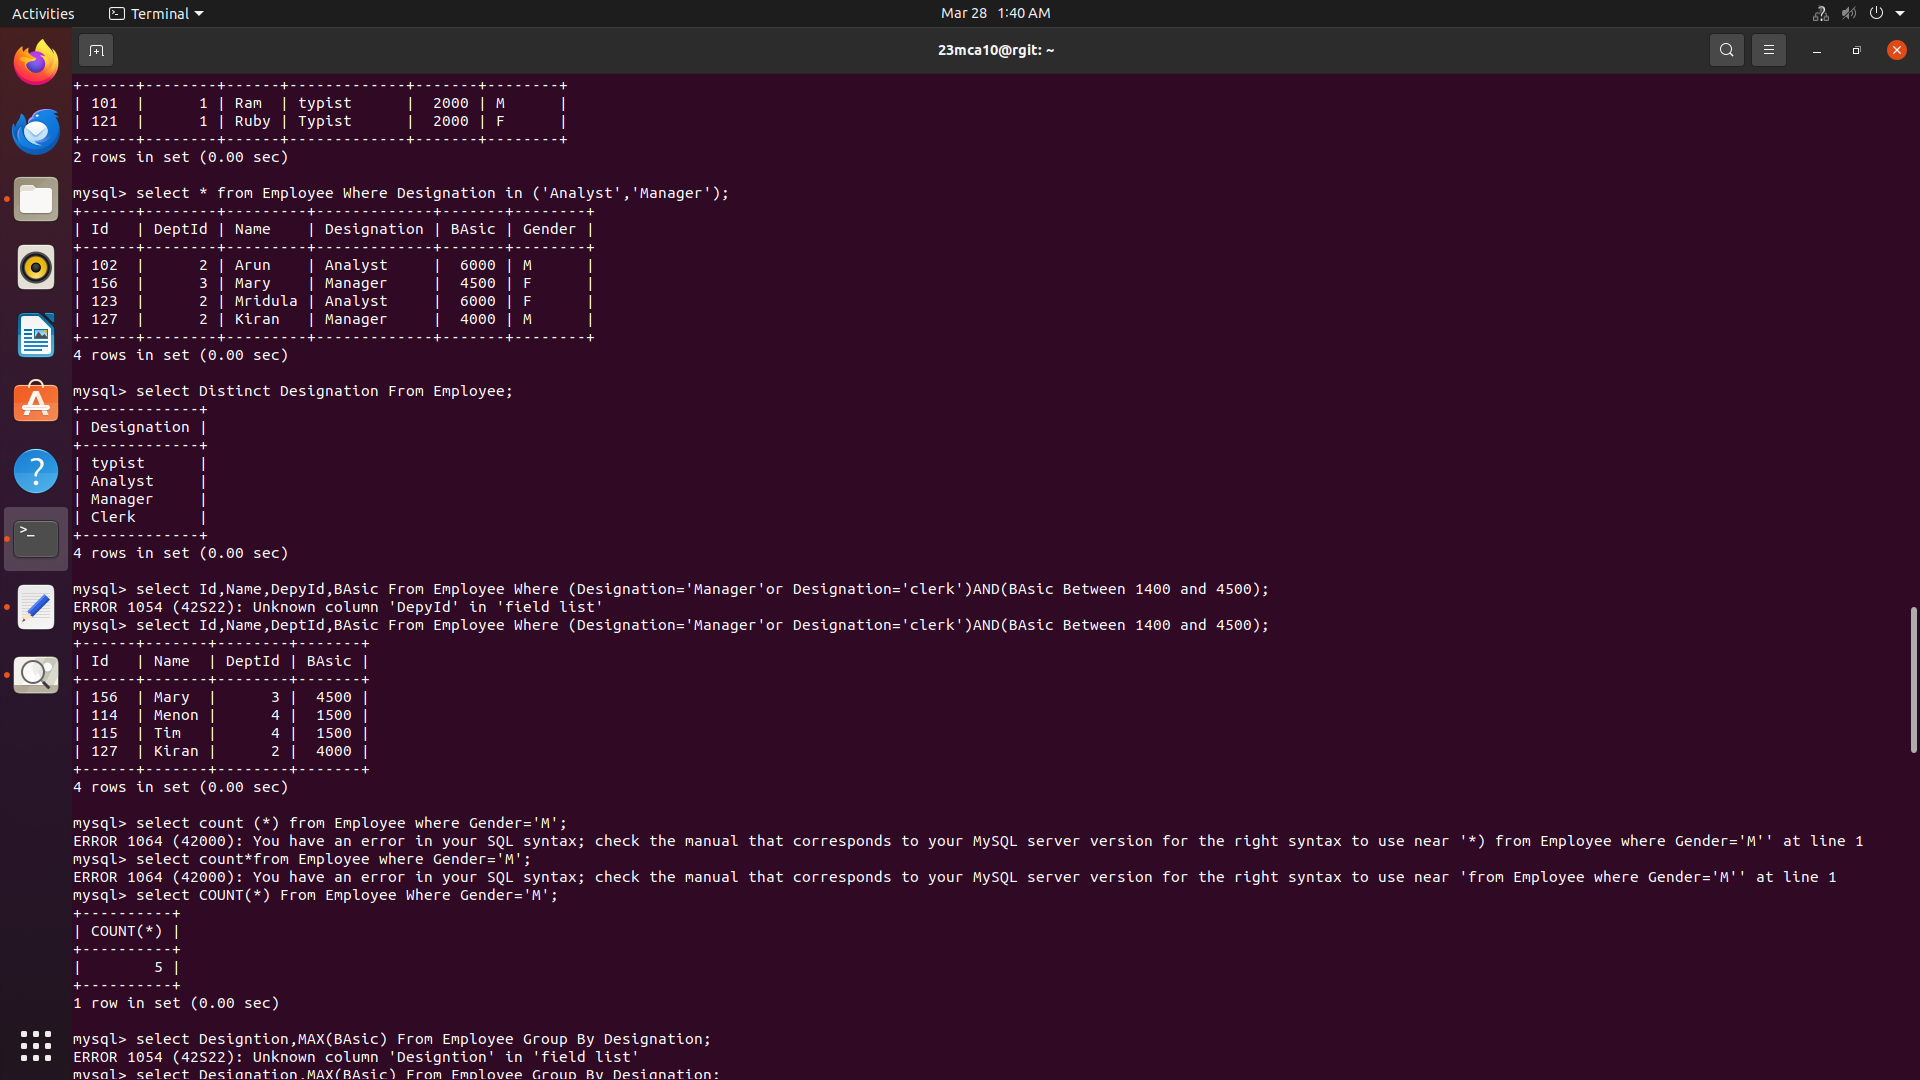 Activities Terminal Mar 28 1:40 AM
23mca10@rgit: ~
+------+--------+------+-------------+-------+--------+
| 101  |      1 | Ram  | typist      |  2000 | M      |
| 121  |      1 | Ruby | Typist      |  2000 | F      |
+------+--------+------+-------------+-------+--------+
2 rows in set (0.00 sec)
mysql> select * from Employee Where Designation in ('Analyst','Manager');
+------+--------+---------+-------------+-------+--------+
| Id   | DeptId | Name    | Designation | BAsic | Gender |
+------+--------+---------+-------------+-------+--------+
| 102  |      2 | Arun    | Analyst     |  6000 | M      |
| 156  |      3 | Mary    | Manager     |  4500 | F      |
| 123  |      2 | Mridula | Analyst     |  6000 | F      |
| 127  |      2 | Kiran   | Manager     |  4000 | M      |
+------+--------+---------+-------------+-------+--------+
4 rows in set (0.00 sec)
mysql> select Distinct Designation From Employee;
+-------------+
| Designation |
+-------------+
| typist      |
| Analyst     |
| Manager     |
| Clerk       |
+-------------+
4 rows in set (0.00 sec)
mysql> select Id,Name,DepyId,BAsic From Employee Where (Designation='Manager'or Designation='clerk')AND(BAsic Between 1400 and 4500);
ERROR 1054 (42S22): Unknown column 'DepyId' in 'field list'
mysql> select Id,Name,DeptId,BAsic From Employee Where (Designation='Manager'or Designation='clerk')AND(BAsic Between 1400 and 4500);
+------+-------+--------+-------+
| Id   | Name  | DeptId | BAsic |
+------+-------+--------+-------+
| 156  | Mary  |      3 |  4500 |
| 114  | Menon |      4 |  1500 |
| 115  | Tim   |      4 |  1500 |
| 127  | Kiran |      2 |  4000 |
+------+-------+--------+-------+
4 rows in set (0.00 sec)
mysql> select count (*) from Employee where Gender='M';
ERROR 1064 (42000): You have an error in your SQL syntax; check the manual that corresponds to your MySQL server version for the right syntax to use near '*) from Employee where Gender='M'' at line 1
mysql> select count*from Employee where Gender='M';
ERROR 1064 (42000): You have an error in your SQL syntax; check the manual that corresponds to your MySQL server version for the right syntax to use near 'from Employee where Gender='M'' at line 1
mysql> select COUNT(*) From Employee Where Gender='M';
+----------+
| COUNT(*) |
+----------+
|        5 |
+----------+
1 row in set (0.00 sec)
mysql> select Designtion,MAX(BAsic) From Employee Group By Designation;
ERROR 1054 (42S22): Unknown column 'Designtion' in 'field list'
mysql> select Designation,MAX(BAsic) From Employee Group By Designation;